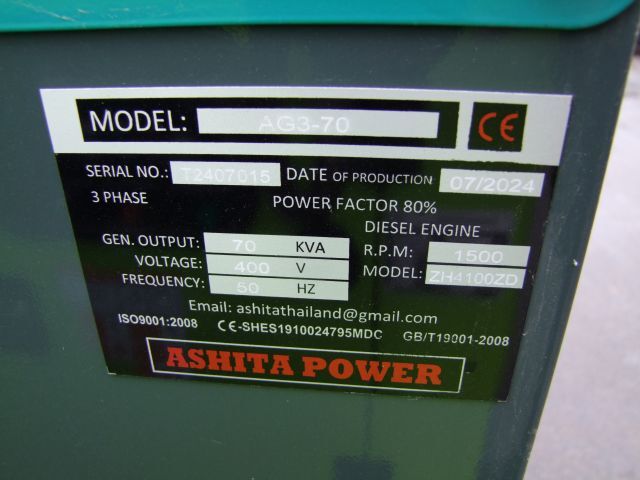 MODEL: AG3-70 CE
SERIAL NO.: T2407015 DATE OF PRODUCTION 07/2024
3 PHASE POWER FACTOR 80%
DIESEL ENGINE
GEN. OUTPUT: 70 KVA R.P.M: 1500
VOLTAGE: 400 V MODEL: ZH4100ZD
FREQUENCY: 50 HZ
Email: ashitathailand@gmail.com
ISO9001:2008 CE-SHES1910024795MDC GB/T19001-2008
ASHITA POWER